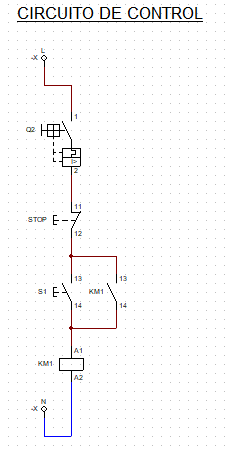 CIRCUITO DE CONTROL
L
-X
1
Q2
I>
2
11
STOP
12
13 13
S1 KM1
14 14
A1
KM1
A2
N
-X